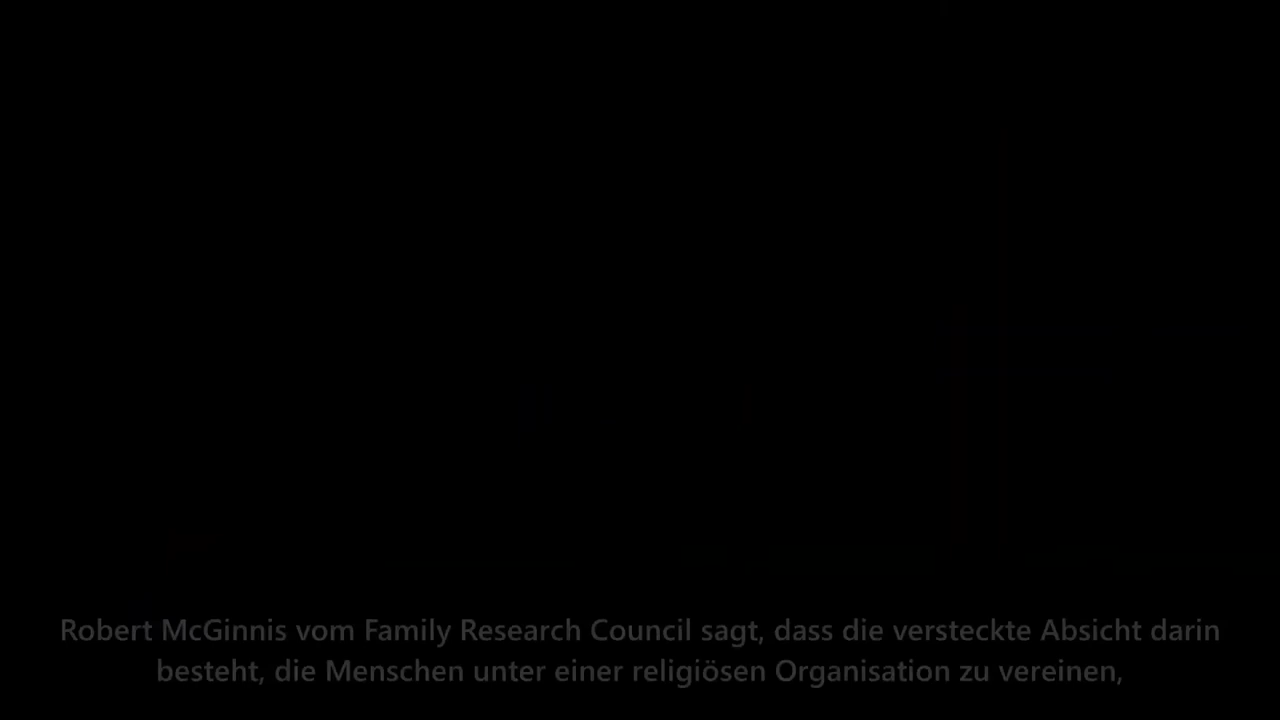 Robert McGinnis vom Family Research Council sagt, dass die versteckte Absicht darin
besteht, die Menschen unter einer religiösen Organisation zu vereinen,